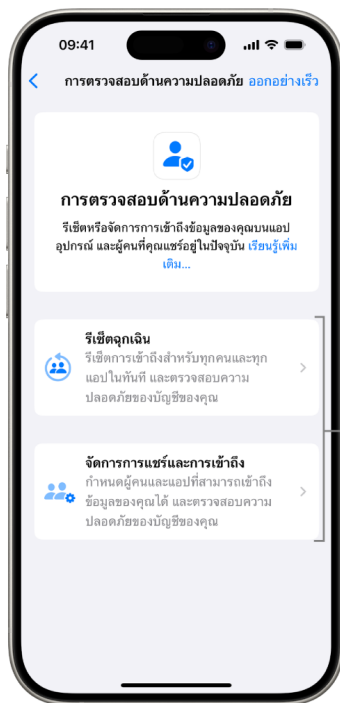 09:41
การตรวจสอบด้านความปลอดภัย ออกอย่างเร็ว
การตรวจสอบด้านความปลอดภัย
รีเซ็ตหรือจัดการการเข้าถึงข้อมูลของคุณบนแอป
อุปกรณ์ และผู้คนที่คุณแชร์อยู่ในปัจจุบัน เรียนรู้เพิ่ม
เติม...
รีเซ็ตฉุกเฉิน
รีเซ็ตการเข้าถึงสำหรับทุกคนและทุก
แอปในทันที และตรวจสอบความ
ปลอดภัยของบัญชีของคุณ
จัดการการแชร์และการเข้าถึง
กำหนดผู้คนและแอปที่สามารถเข้าถึง
ข้อมูลของคุณได้ และตรวจสอบความ
ปลอดภัยของบัญชีของคุณ